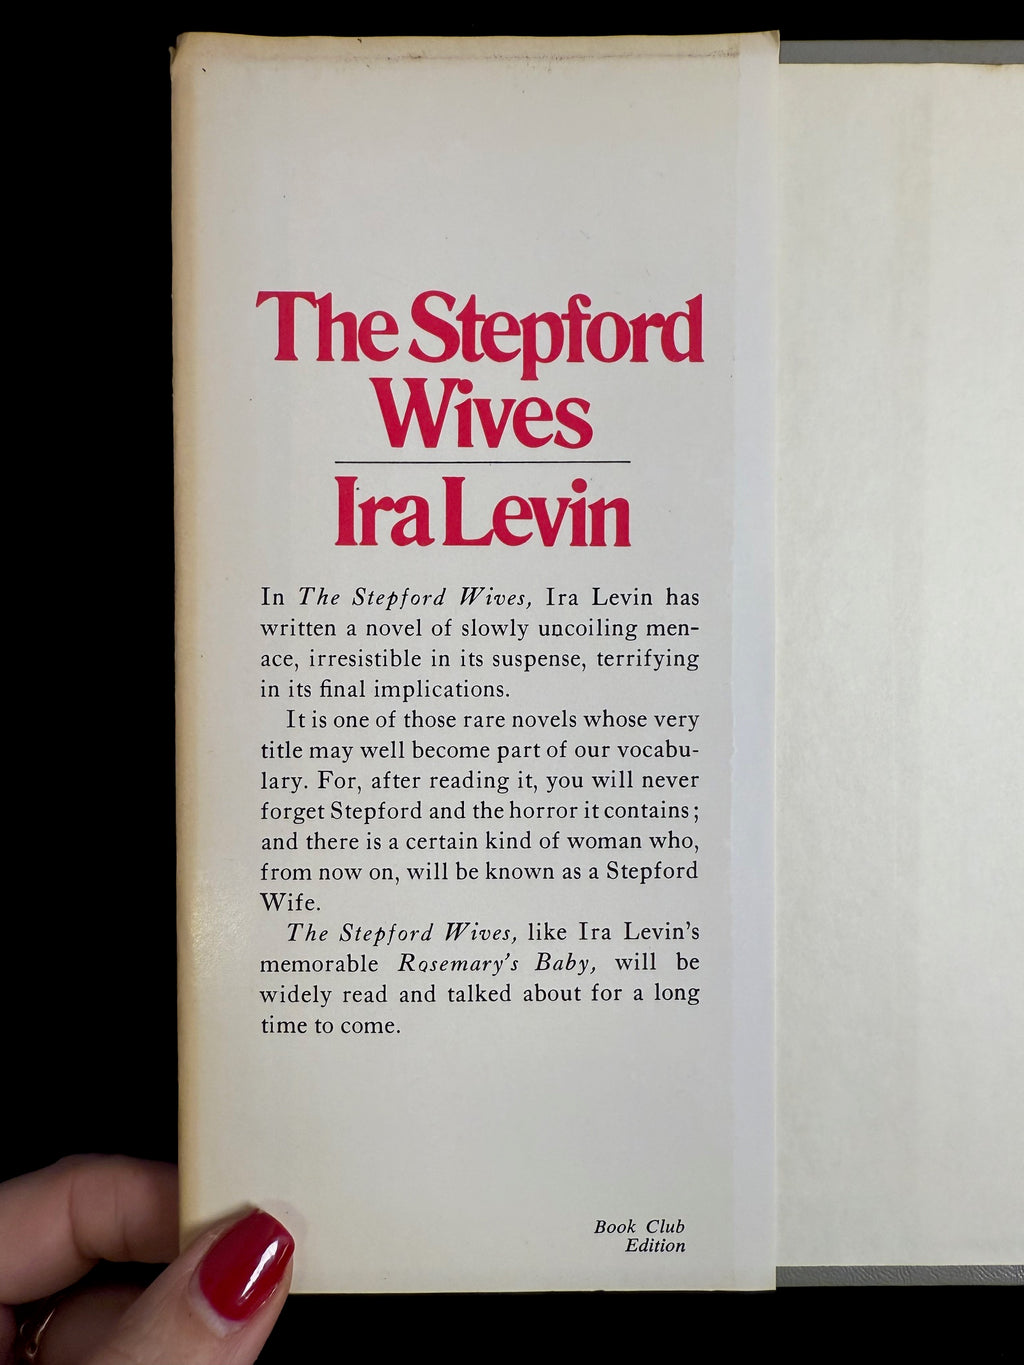 The Stepford
Wives
Ira Levin
In The Stepford Wives, Ira Levin has
written a novel of slowly uncoiling men-
ace, irresistible in its suspense, terrifying
in its final implications.
It is one of those rare novels whose very
title may well become part of our vocabu-
lary. For, after reading it, you will never
forget Stepford and the horror it contains;
and there is a certain kind of woman who,
from now on, will be known as a Stepford
Wife.
The Stepford Wives, like Ira Levin's
memorable Rosemary's Baby, will be
widely read and talked about for a long
time to come.
Book Club
Edition